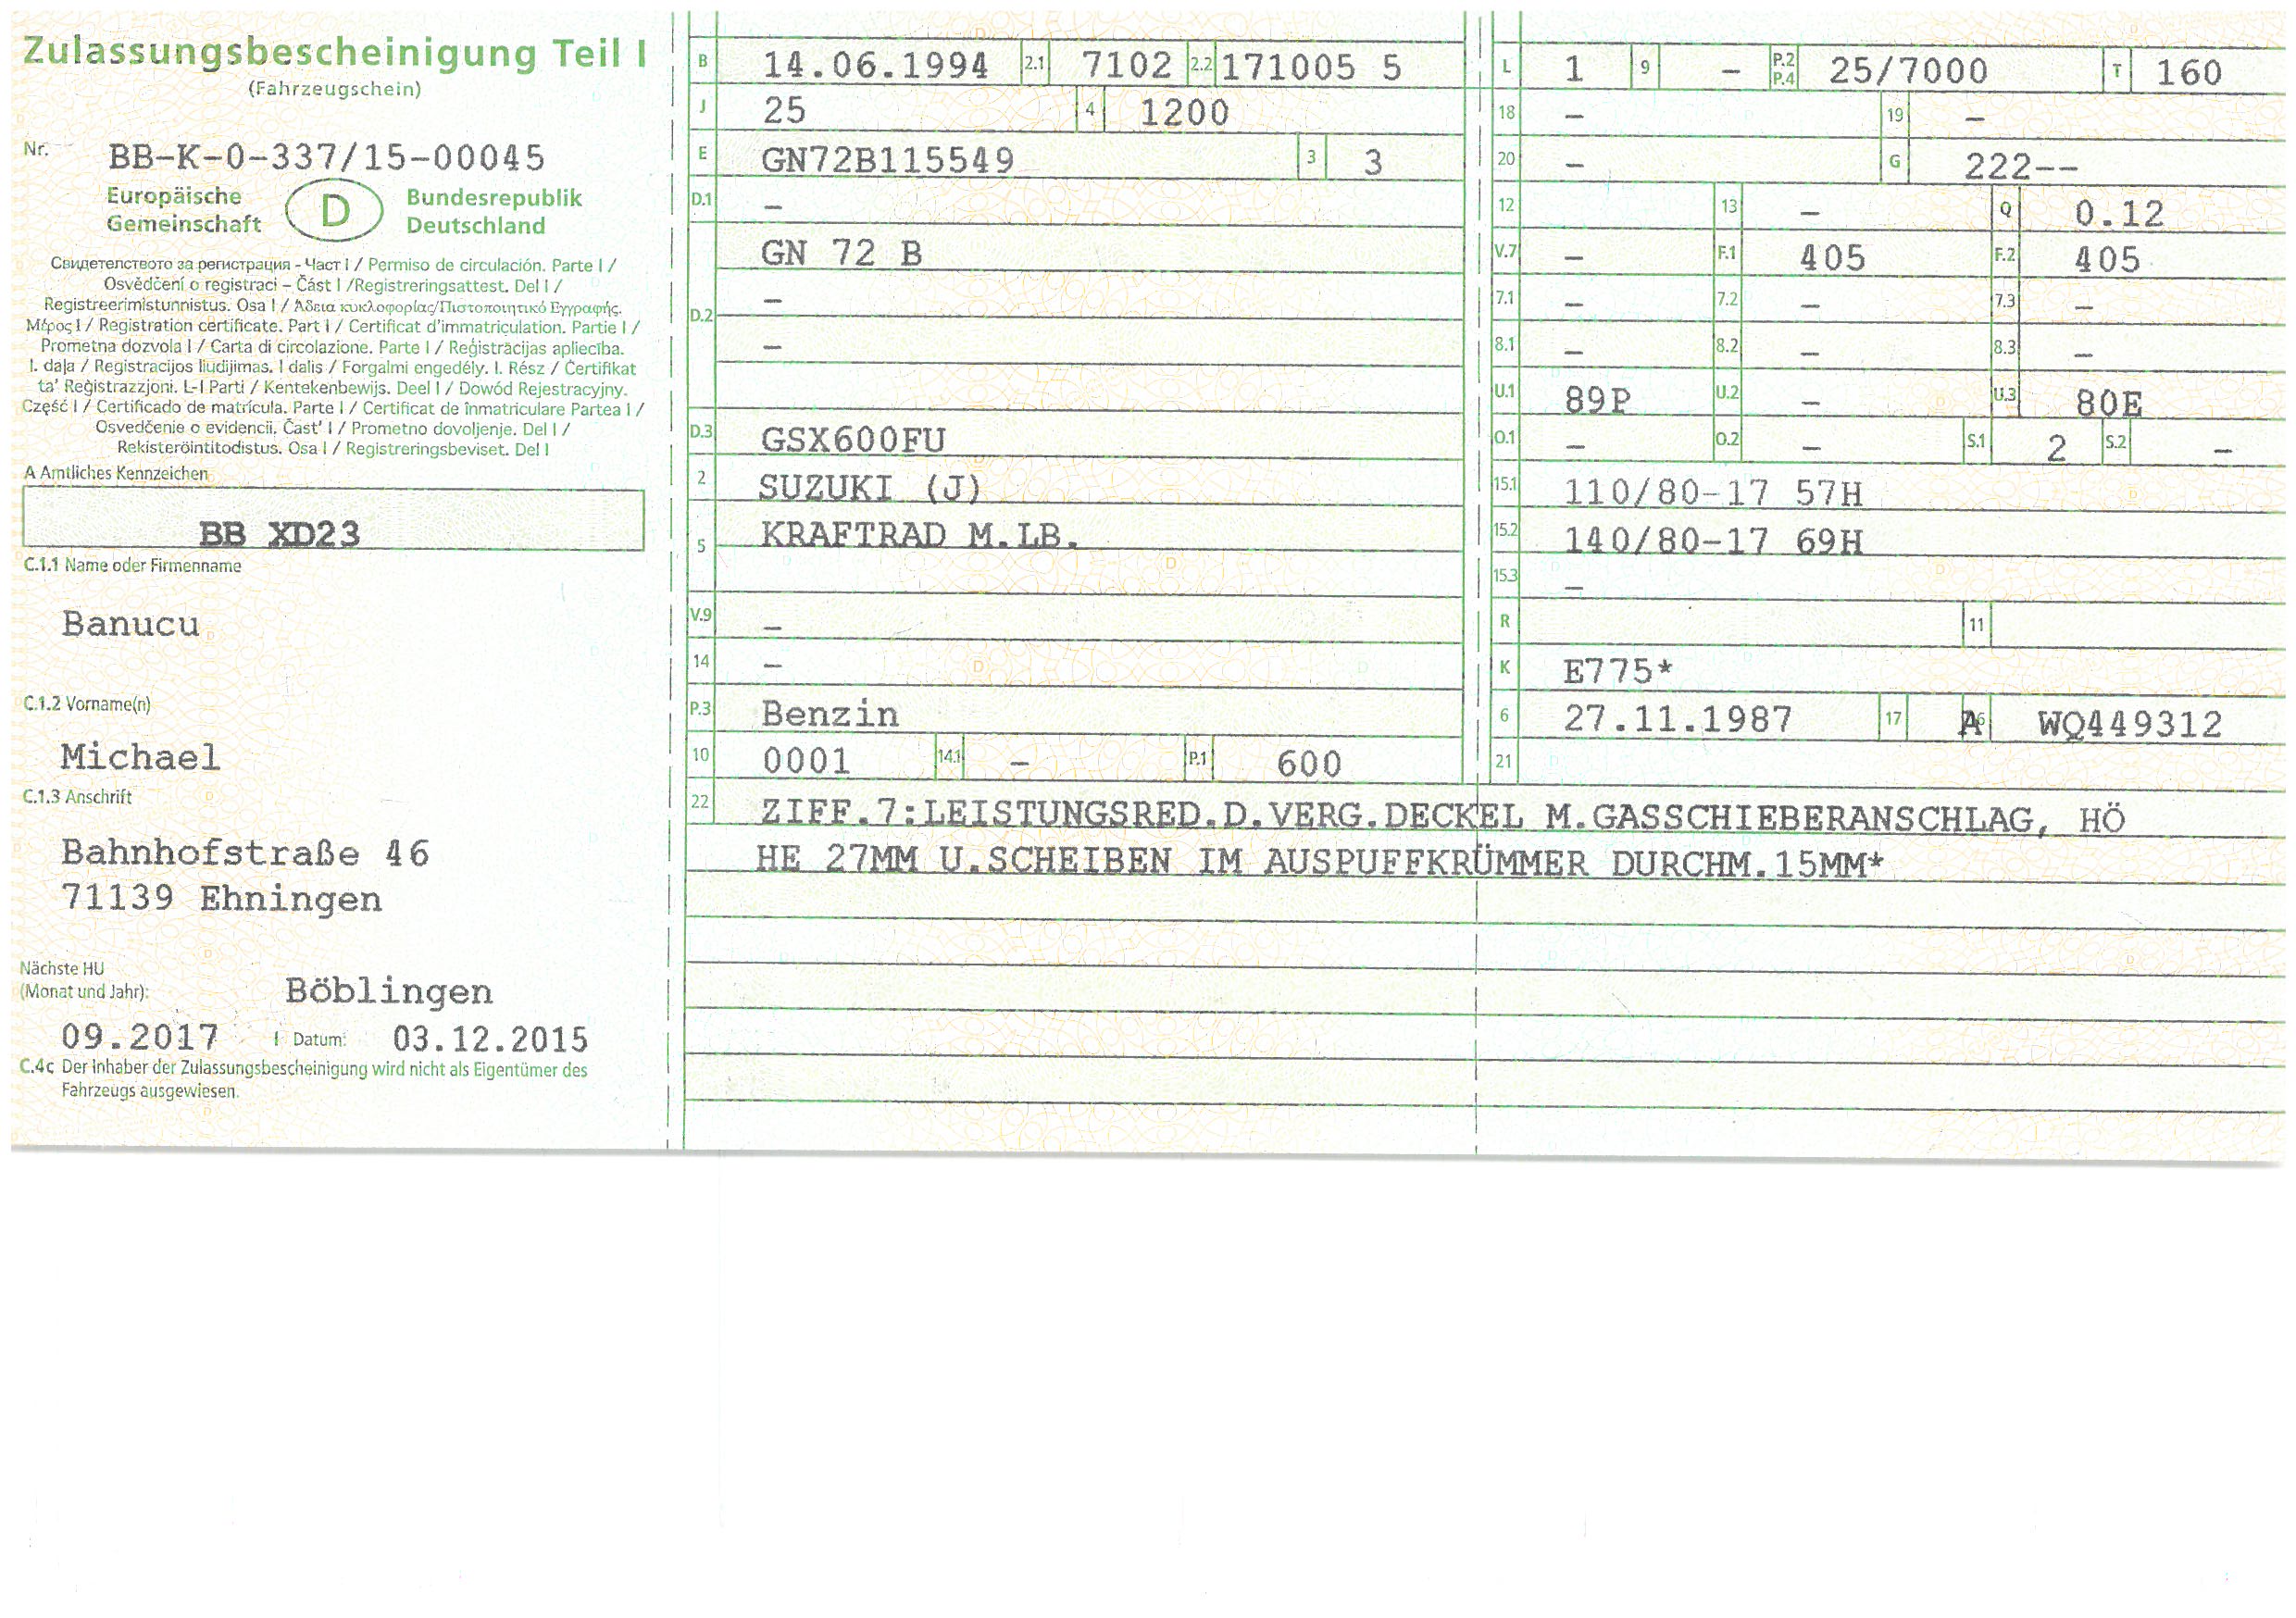 Zulassungsbescheinigung Teil I
(Fahrzeugschein)
Nr. BB-K-0-337/15-00045
Europäische Gemeinschaft D Bundesrepublik Deutschland
Свидетелството за регистрация - Част I / Permiso de circulación. Parte I /
Osvědčení o registraci – Část I /Registreringsattest. Del I /
Registreerimistunnistus. Osa I / Άδεια κυκλοφορίας/Πιστοποιητικό Εγγραφής.
Μέρος I / Registration certificate. Part I / Certificat d'immatriculation. Partie I /
Prometna dozvola I / Carta di circolazione. Parte I / Reģistrācijas apliecība.
I. daļa / Registracijos liudijimas. I dalis / Forgalmi engedély. I. Rész / Ċertifikat
ta' Reġistrazzjoni. L-I Parti / Kentekenbewijs. Deel I / Dowód Rejestracyjny.
Część I / Certificado de matrícula. Parte I / Certificat de înmatriculare Partea I /
Osvedčenie o evidencii. Časť I / Prometno dovoljenje. Del I /
Rekisteröintitodistus. Osa I / Registreringsbeviset. Del I
A Amtliches Kennzeichen
BB XD23
C.1.1 Name oder Firmenname
Banucu
C.1.2 Vorname(n)
Michael
C.1.3 Anschrift
Bahnhofstraße 46
71139 Ehningen
Nächste HU
(Monat und Jahr): Böblingen
09.2017 I Datum: 03.12.2015
C.4c Der Inhaber der Zulassungsbescheinigung wird nicht als Eigentümer des
Fahrzeugs ausgewiesen.
B 14.06.1994 2.1 7102 2.2 171005 5
J 25 4 1200
E GN72B115549 3 3
D.1 –
GN 72 B
–
D.2 –
D.3 GSX600FU
2 SUZUKI (J)
5 KRAFTRAD M.LB.
V.9 –
14 –
P.3 Benzin
10 0001 14.1 – P.1 600
L 1 9 – P.2 P.4 25/7000 T 160
18 – 19 –
20 – G 222--
12 13 – Q 0.12
V.7 – F.1 405 F.2 405
7.1 – 7.2 – 7.3 –
8.1 – 8.2 – 8.3 –
U.1 89P U.2 – U.3 80E
O.1 – O.2 – S.1 2 S.2 –
15.1 110/80-17 57H
15.2 140/80-17 69H
15.3 –
R 11
K E775*
6 27.11.1987 17 A 16 WQ449312
21
22 ZIFF.7:LEISTUNGSRED.D.VERG.DECKEL M.GASSCHIEBERANSCHLAG, HÖ
HE 27MM U.SCHEIBEN IM AUSPUFFKRÜMMER DURCHM.15MM*